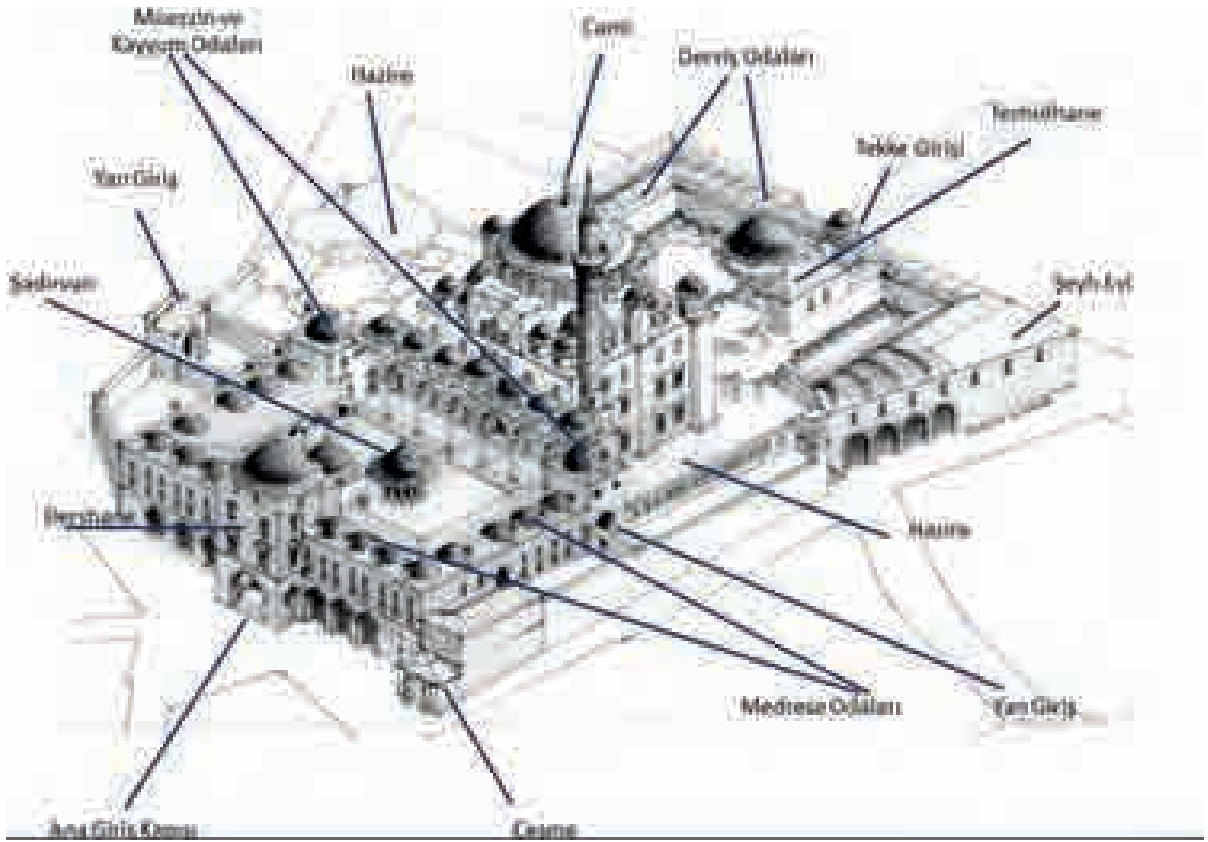 Müezzin ve
Kayyum Odaları
Cami
Derviş Odaları
Hazire
Tevhidhane
Tekke Girişi
Yan Giriş
Şadırvan
Şeyh Evi
Dershane
Hazire
Medrese Odaları
Yan Giriş
Ana Giriş Kapısı
Çeşme